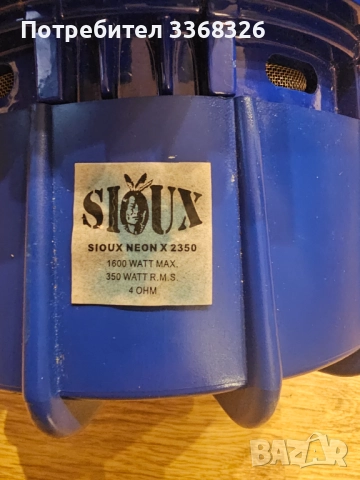 Потребител 3368326
SIOUX
SIOUX NEON X 2350
1600 WATT MAX.
350 WATT R.M.S.
4 OHM
BAZAR